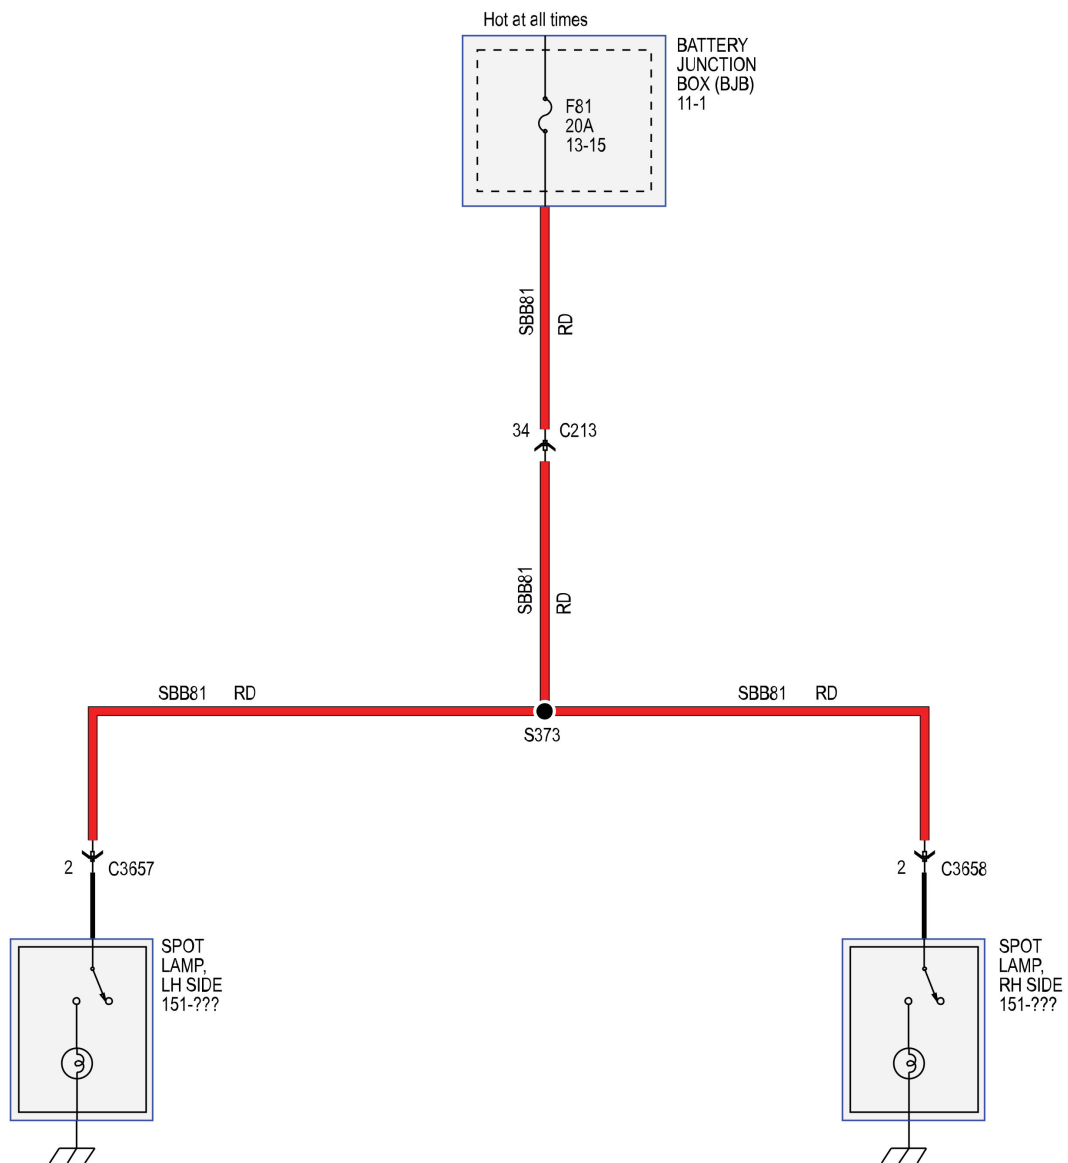 Hot at all times
BATTERY
JUNCTION
BOX (BJB)
11-1
F81
20A
13-15
SBB81
RD
34
C213
SBB81
RD
SBB81 RD
SBB81 RD
S373
2
C3657
2
C3658
SPOT
LAMP,
LH SIDE
151-???
SPOT
LAMP,
RH SIDE
151-???